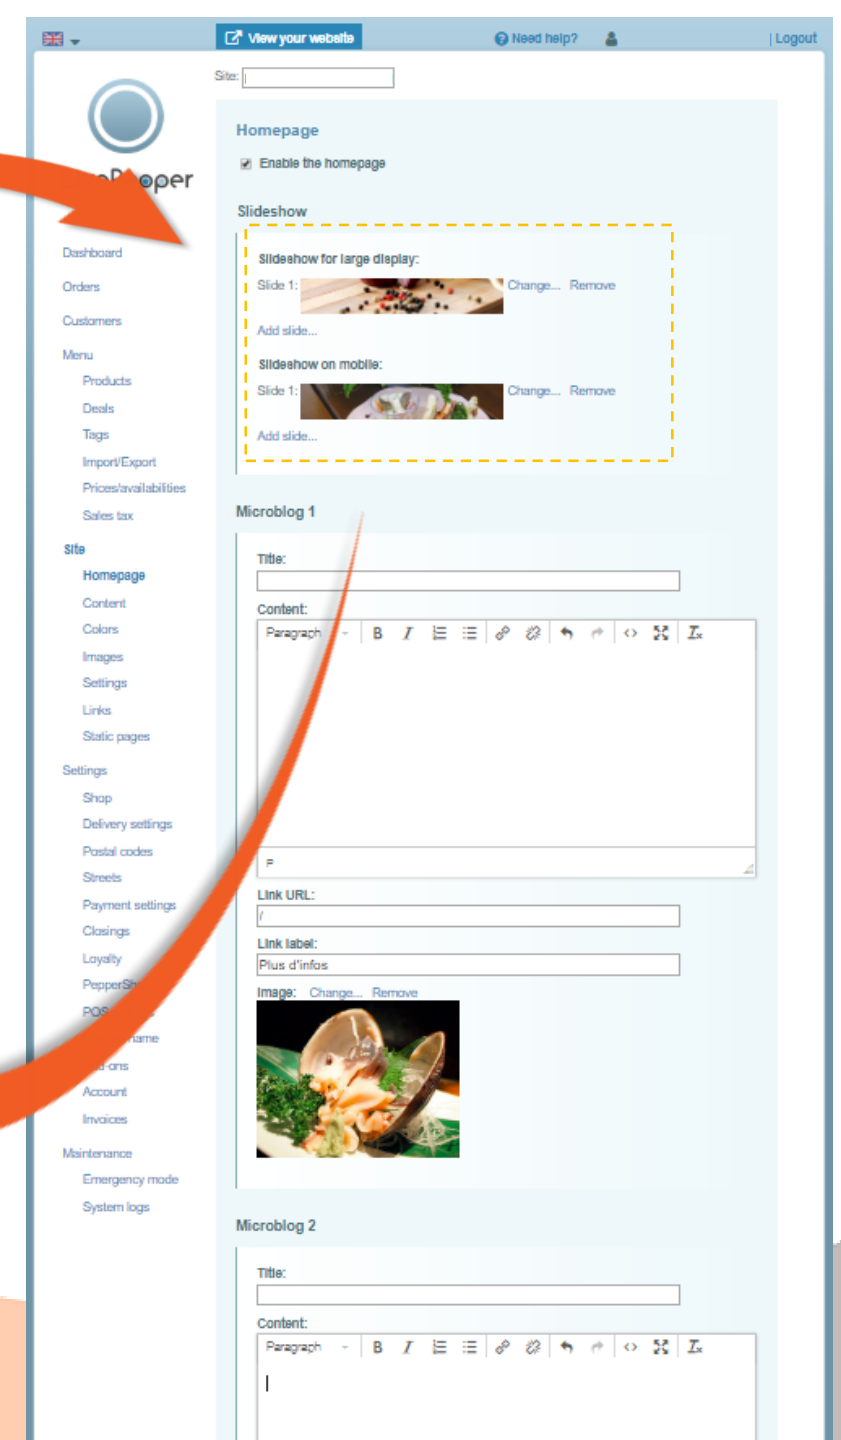 View your website
Need help?
| Logout
Site:
Homepage
Enable the homepage
Slideshow
Slideshow for large display:
Slide 1:
Change... Remove
Add slide...
Slideshow on mobile:
Slide 1:
Change... Remove
Add slide...
Dashboard
Orders
Customers
Menu
Products
Deals
Tags
Import/Export
Prices/availabilities
Sales tax
Site
Homepage
Content
Colors
Images
Settings
Links
Static pages
Settings
Shop
Delivery settings
Postal codes
Streets
Payment settings
Closings
Loyalty
Account
Invoices
Maintenance
Emergency mode
System logs
Microblog 1
Title:
Content:
Paragraph
P
Link URL:
/
Link label:
Plus d'infos
Image: Change... Remove
Microblog 2
Title:
Content:
Paragraph